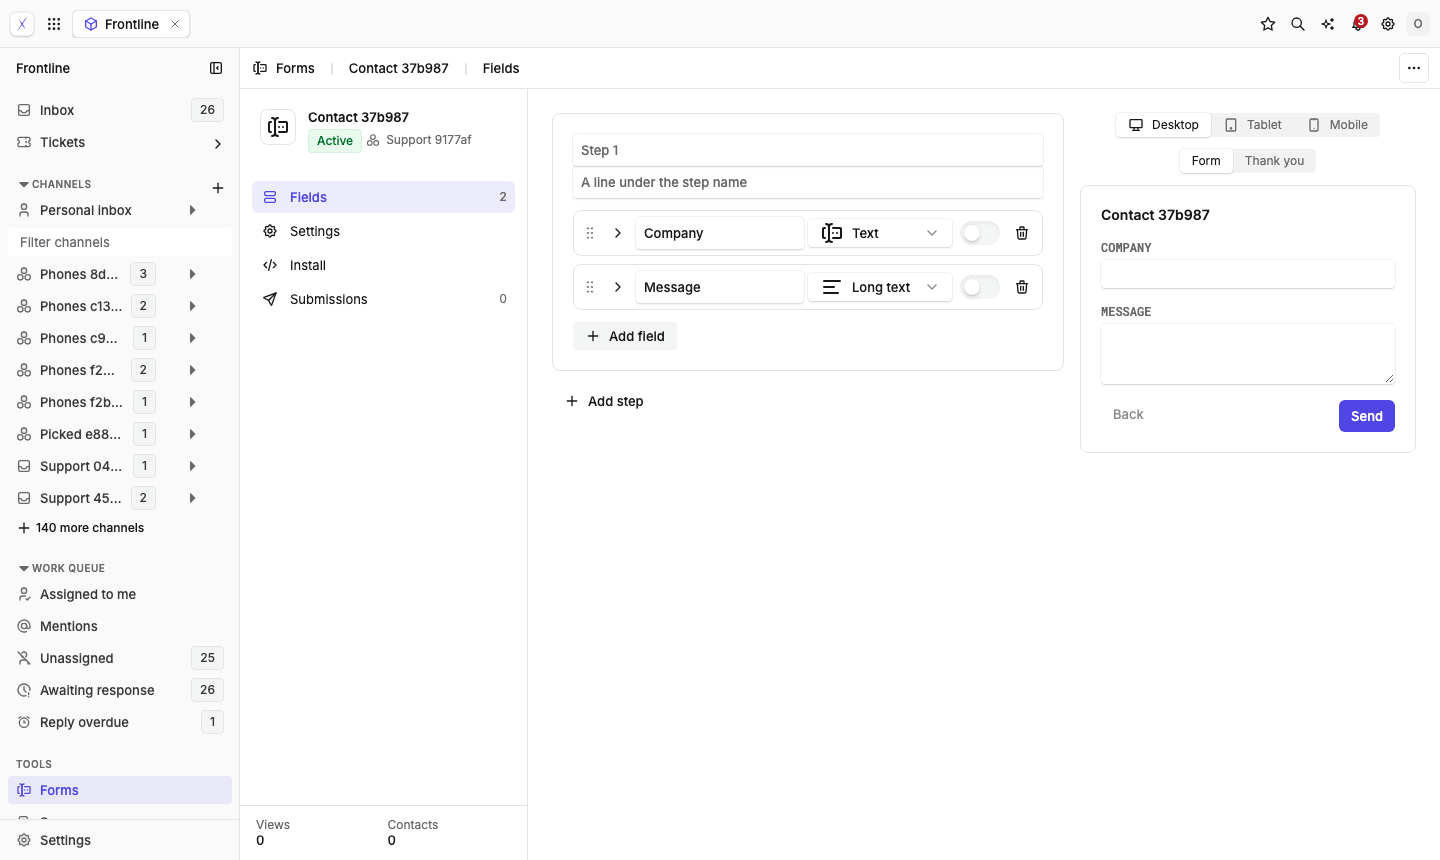 Frontline
3
O
Frontline
Inbox 26
Tickets
CHANNELS
Personal inbox
Filter channels
Phones 8d... 3
Phones c13... 2
Phones c9... 1
Phones f2... 2
Phones f2b... 1
Picked e88... 1
Support 04... 1
Support 45... 2
140 more channels
WORK QUEUE
Assigned to me
Mentions
Unassigned 25
Awaiting response 26
Reply overdue 1
TOOLS
Forms
Settings
Forms | Contact 37b987 | Fields
Contact 37b987
Active Support 9177af
Fields 2
Settings
Install
Submissions 0
Views Contacts
0 0
Step 1
A line under the step name
Company Text
Message Long text
Add field
Add step
Desktop Tablet Mobile
Form Thank you
Contact 37b987
COMPANY
MESSAGE
Back Send